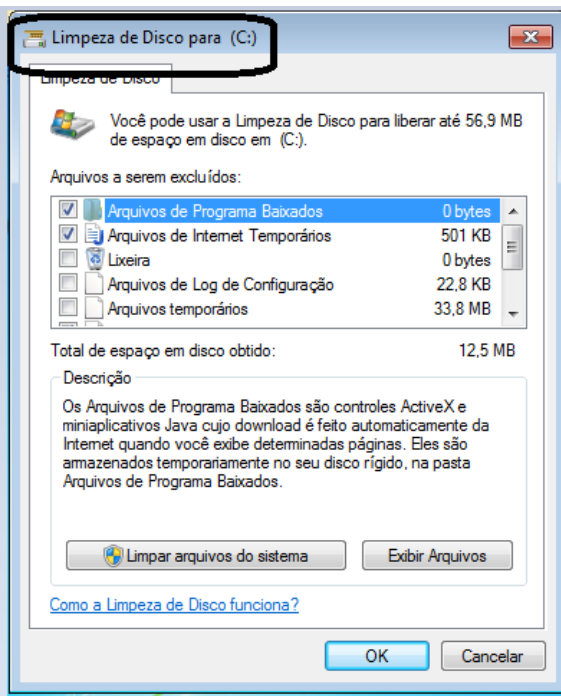 Limpeza de Disco para (C:)
Limpeza de Disco
Você pode usar a Limpeza de Disco para liberar até 56,9 MB
de espaço em disco em (C:).
Arquivos a serem excluídos:
Arquivos de Programa Baixados 0 bytes
Arquivos de Internet Temporários 501 KB
Lixeira 0 bytes
Arquivos de Log de Configuração 22,8 KB
Arquivos temporários 33,8 MB
Total de espaço em disco obtido: 12,5 MB
Descrição
Os Arquivos de Programa Baixados são controles ActiveX e
miniaplicativos Java cujo download é feito automaticamente da
Internet quando você exibe determinadas páginas. Eles são
armazenados temporariamente no seu disco rígido, na pasta
Arquivos de Programa Baixados.
Limpar arquivos do sistema Exibir Arquivos
Como a Limpeza de Disco funciona?
OK Cancelar